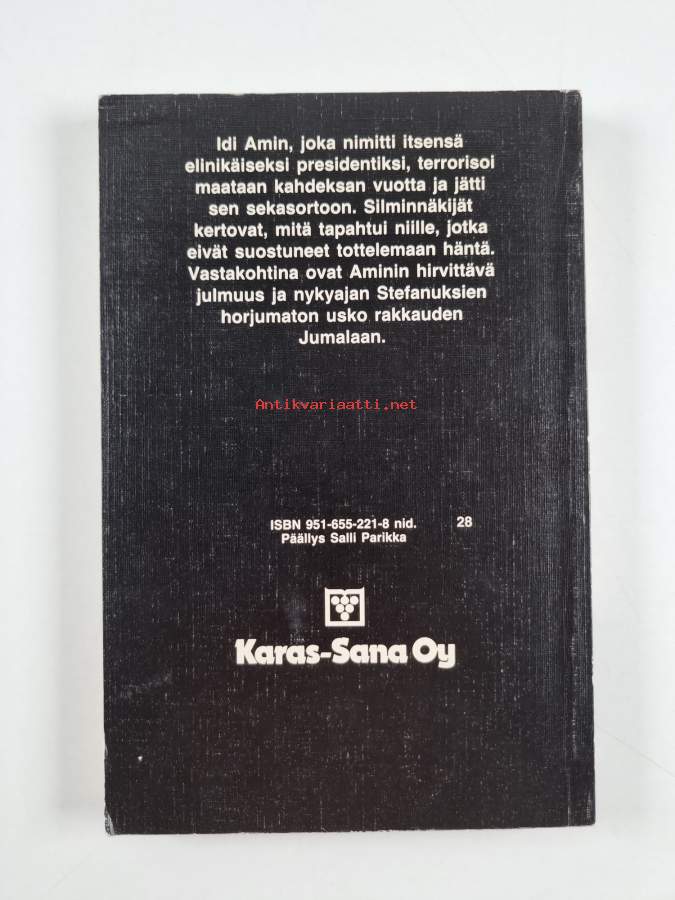 Idi Amin, joka nimitti itsensä
elinikäiseksi presidentiksi, terrorisoi
maataan kahdeksan vuotta ja jätti
sen sekasortoon. Silminnäkijät
kertovat, mitä tapahtui niille, jotka
eivät suostuneet tottelemaan häntä.
Vastakohtina ovat Aminin hirvittävä
julmuus ja nykyajan Stefanuksien
horjumaton usko rakkauden
Jumalaan.
Antikvariaatti.net
ISBN 951-655-221-8 nid. 28
Päällys Salli Parikka
Karas-Sana Oy